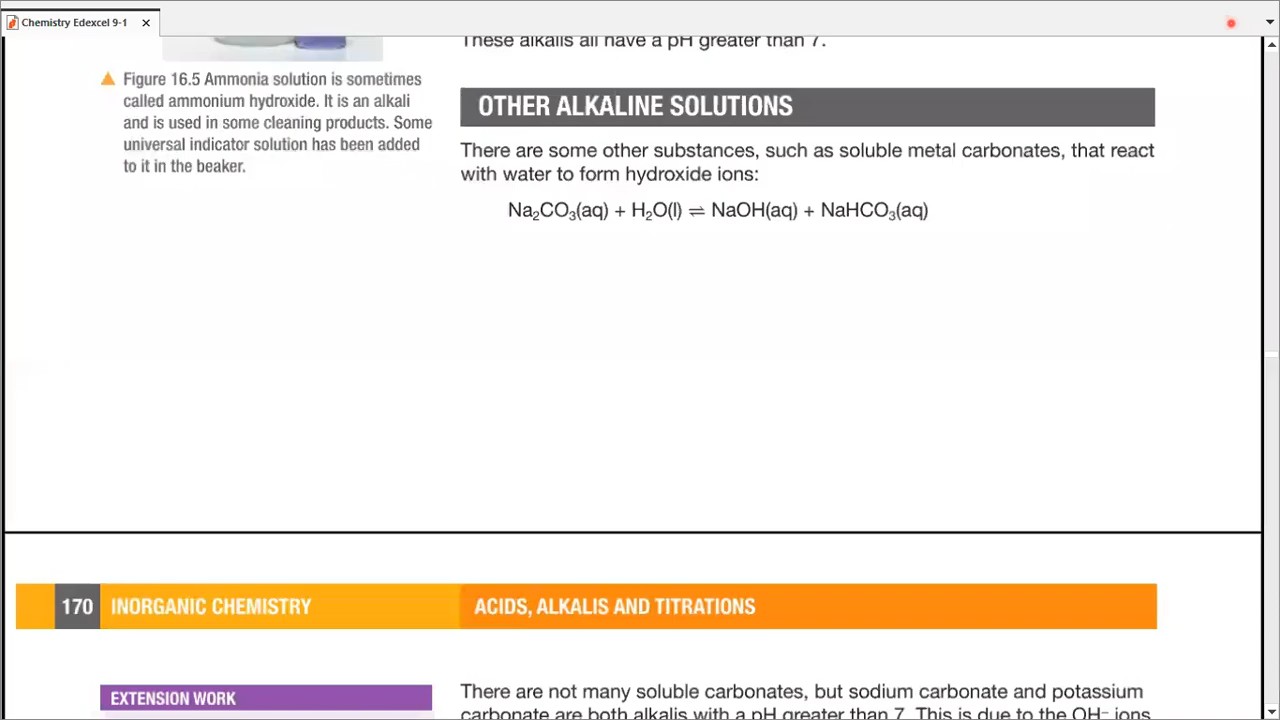 Chemistry Edexcel 9-1
These alkalis all have a pH greater than 7.
▲ Figure 16.5 Ammonia solution is sometimes
called ammonium hydroxide. It is an alkali
and is used in some cleaning products. Some
universal indicator solution has been added
to it in the beaker.
OTHER ALKALINE SOLUTIONS
There are some other substances, such as soluble metal carbonates, that react
with water to form hydroxide ions:
Na₂CO₃(aq) + H₂O(l) ⇌ NaOH(aq) + NaHCO₃(aq)
170 INORGANIC CHEMISTRY
ACIDS, ALKALIS AND TITRATIONS
EXTENSION WORK
There are not many soluble carbonates, but sodium carbonate and potassium
carbonate are both alkalis with a pH greater than 7. This is due to the OH⁻ ions